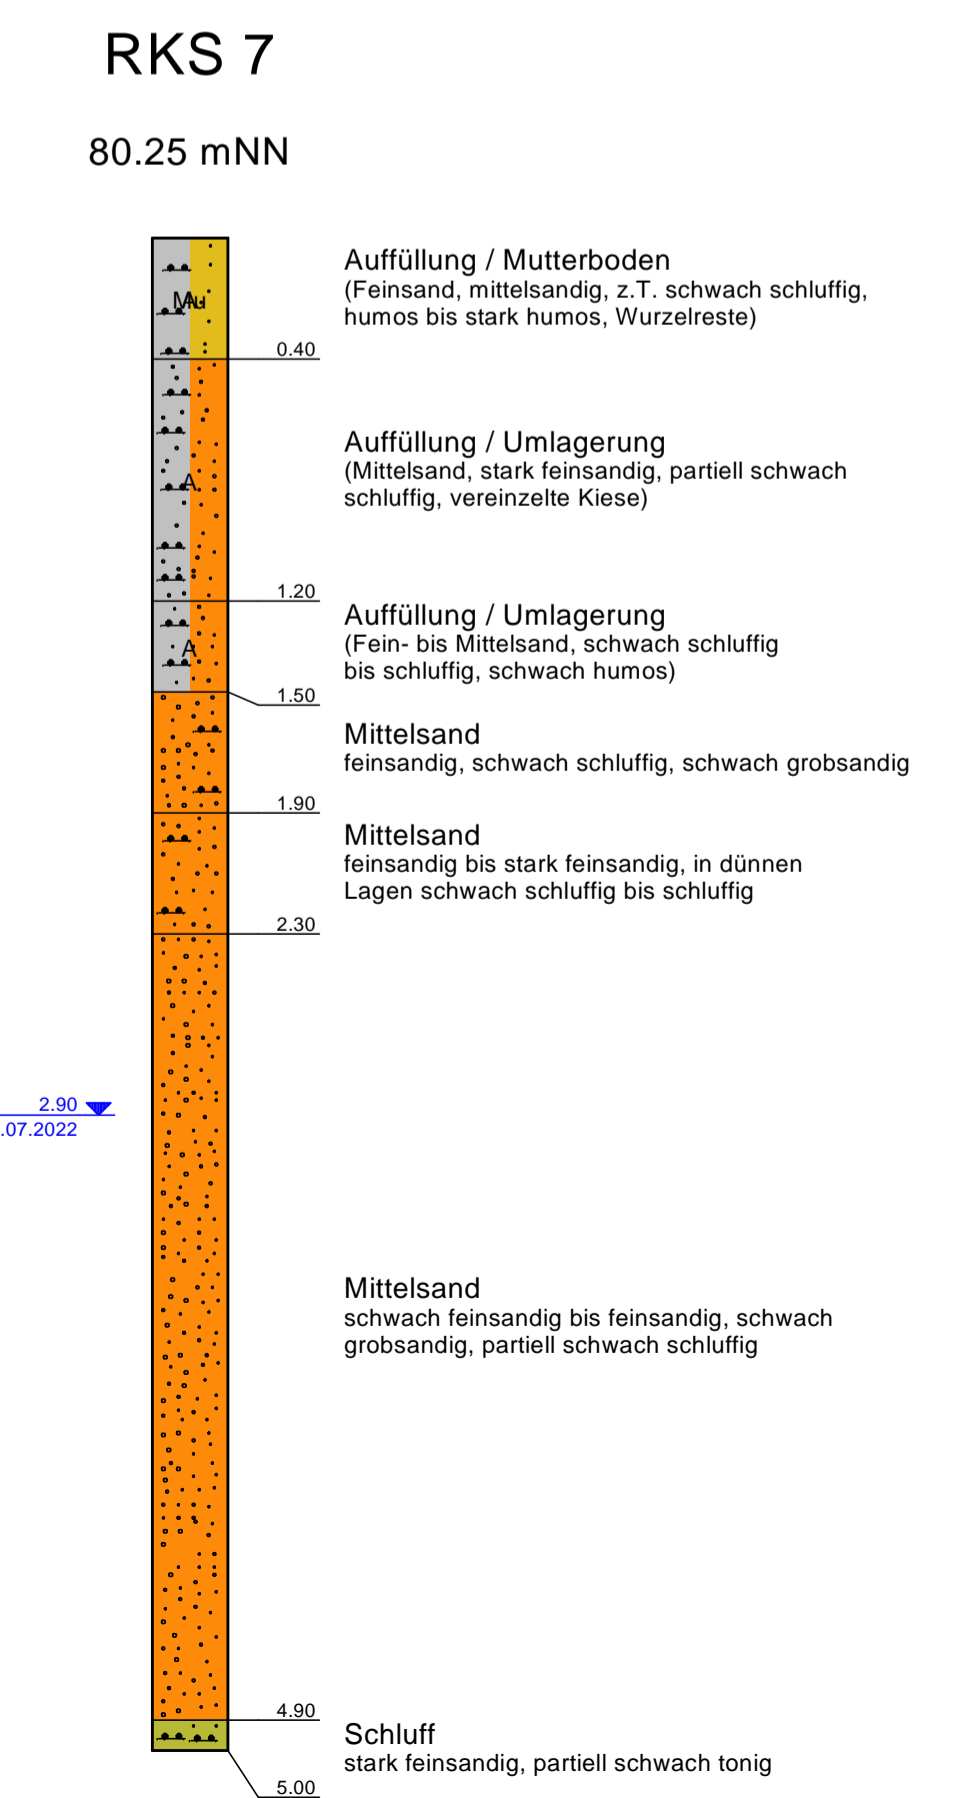 RKS 7
80.25 mNN
Auffüllung / Mutterboden
(Feinsand, mittelsandig, z.T. schwach schluffig,
humos bis stark humos, Wurzelreste)
Mu
A
0.40
Auffüllung / Umlagerung
(Mittelsand, stark feinsandig, partiell schwach
schluffig, vereinzelte Kiese)
A
1.20
Auffüllung / Umlagerung
(Fein- bis Mittelsand, schwach schluffig
bis schluffig, schwach humos)
A
1.50
Mittelsand
feinsandig, schwach schluffig, schwach grobsandig
1.90
Mittelsand
feinsandig bis stark feinsandig, in dünnen
Lagen schwach schluffig bis schluffig
2.30
2.90
.07.2022
Mittelsand
schwach feinsandig bis feinsandig, schwach
grobsandig, partiell schwach schluffig
4.90
Schluff
stark feinsandig, partiell schwach tonig
5.00